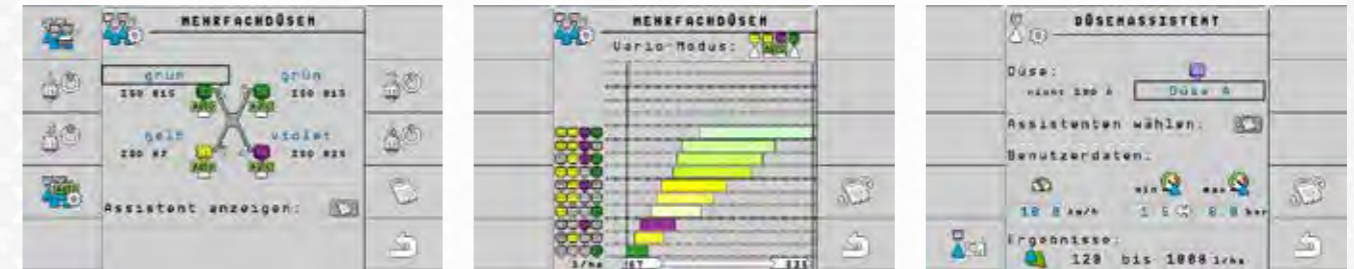 MEHRFACHDÜSEN
grün
grün
ISO 015
ISO 015
gelb
violet
ISO 02
ISO 025
Assistent anzeigen:
MEHRFACHDÜSEN
Vario-Modus:
l/ha
DÜSENASSISTENT
Düse:
Düse A
Assistenten wählen:
Benutzerdaten:
min
max
km/h
bar
Ergebnisse:
120 bis
l/ha